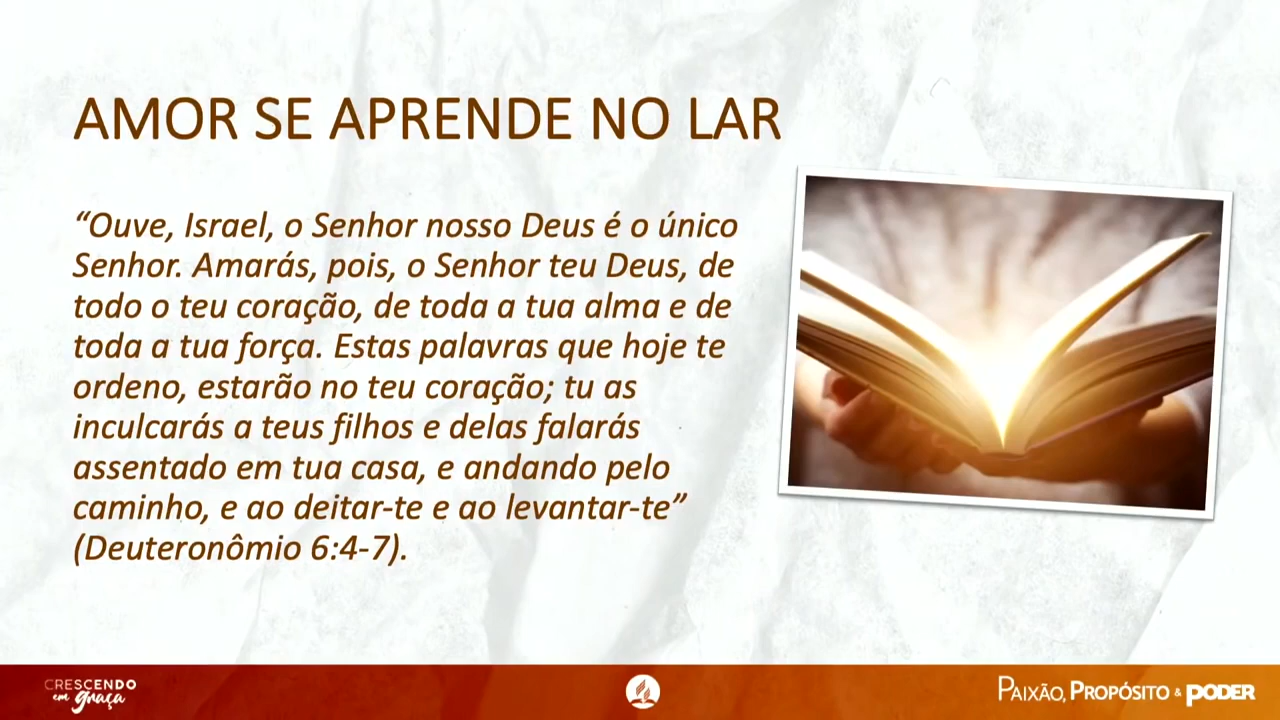 AMOR SE APRENDE NO LAR
“Ouve, Israel, o Senhor nosso Deus é o único
Senhor. Amarás, pois, o Senhor teu Deus, de
todo o teu coração, de toda a tua alma e de
toda a tua força. Estas palavras que hoje te
ordeno, estarão no teu coração; tu as
inculcarás a teus filhos e delas falarás
assentado em tua casa, e andando pelo
caminho, e ao deitar-te e ao levantar-te”
(Deuteronômio 6:4-7).
CRESCENDO
em graça
PAIXÃO, PROPÓSITO & PODER